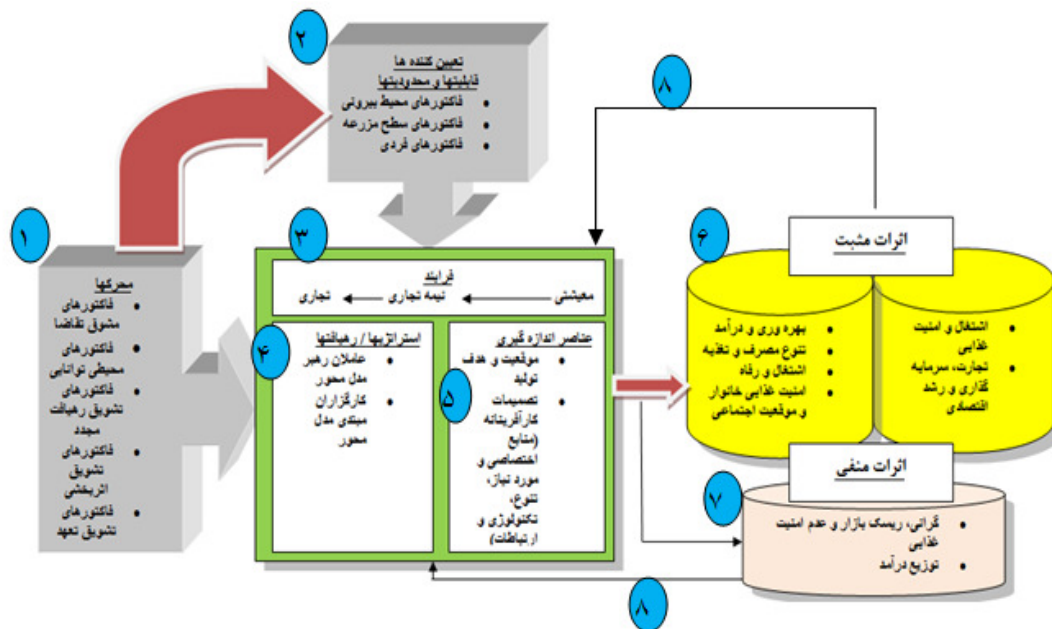 ۱
محرکها
فاکتورهای
مشوق تقاضا
فاکتورهای
محیطی توانایی
فاکتورهای
تشویق رهیافت
مجدد
فاکتورهای
تشویق
اثربخشی
فاکتورهای
تشویق تعهد
۲
تعیین کننده ها
قابلیتها و محدودیتها
فاکتورهای محیط بیرونی
فاکتورهای سطح مزرعه
فاکتورهای فردی
۳
فرایند
معیشتی نیمه تجاری تجاری
۴
استراتژیها / رهیافتها
عاملان رهبر
مدل محور
کارگزاران
مبتدی مدل
محور
۵
عناصر اندازه گیری
موقعیت و هدف
تولید
تصمیمات
کارآفرینانه
(منابع
اختصاصی و
مورد نیاز،
تنوع،
تکنولوژی و
ارتباطات)
۶
اثرات مثبت
بهره وری و درآمد
تنوع مصرف و تغذیه
اشتغال و رفاه
امنیت غذایی خانوار
و موقعیت اجتماعی
اشتغال و امنیت
غذایی
تجارت، سرمایه
گذاری و رشد
اقتصادی
۷
اثرات منفی
گرانی، ریسک بازار و عدم امنیت
غذایی
توزیع درآمد
۸
۸